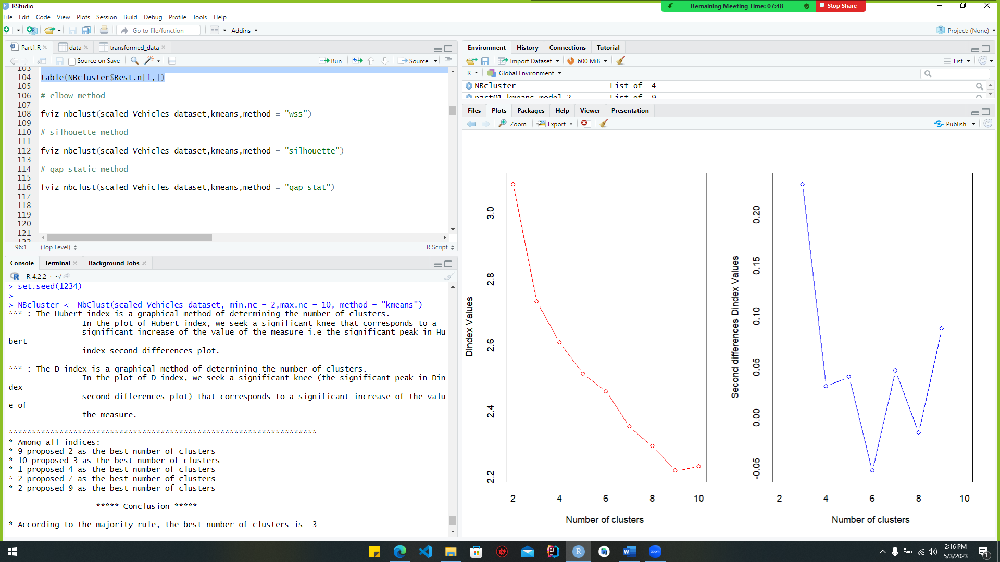 RStudio
Remaining Meeting Time: 07:48
Stop Share
File Edit Code View Plots Session Build Debug Profile Tools Help
Go to file/function
Addins
Project: (None)
Part1.R
data
transformed_data
Source on Save
Run
Source
103
104 table(NBcluster$Best.n[1,])
105
106 # elbow method
107
108 fviz_nbclust(scaled_Vehicles_dataset,kmeans,method = "wss")
109
110 # silhouette method
111
112 fviz_nbclust(scaled_Vehicles_dataset,kmeans,method = "silhouette")
113
114 # gap static method
115
116 fviz_nbclust(scaled_Vehicles_dataset,kmeans,method = "gap_stat")
117
118
119
120
121
122
96:1
(Top Level)
R Script
Console Terminal Background Jobs
R 4.2.2 · ~/
> set.seed(1234)
>
> NBcluster <- NbClust(scaled_Vehicles_dataset, min.nc = 2,max.nc = 10, method = "kmeans")
*** : The Hubert index is a graphical method of determining the number of clusters.
In the plot of Hubert index, we seek a significant knee that corresponds to a
significant increase of the value of the measure i.e the significant peak in Hu
bert
index second differences plot.
*** : The D index is a graphical method of determining the number of clusters.
In the plot of D index, we seek a significant knee (the significant peak in Din
dex
second differences plot) that corresponds to a significant increase of the valu
e of
the measure.
*******************************************************************
* Among all indices:
* 9 proposed 2 as the best number of clusters
* 10 proposed 3 as the best number of clusters
* 1 proposed 4 as the best number of clusters
* 2 proposed 7 as the best number of clusters
* 2 proposed 9 as the best number of clusters
***** Conclusion *****
* According to the majority rule, the best number of clusters is 3
Environment History Connections Tutorial
Import Dataset
600 MiB
List
R
Global Environment
NBcluster List of 4
part01_kmeans_model_2 List of 9
Files Plots Packages Help Viewer Presentation
Zoom
Export
Publish
Dindex Values
3.0
2.8
2.6
2.4
2.2
2 4 6 8 10
Number of clusters
Second differences Dindex Values
0.20
0.15
0.10
0.05
0.00
-0.05
2 4 6 8 10
Number of clusters
R
W
zoom
2:16 PM
5/3/2023
1